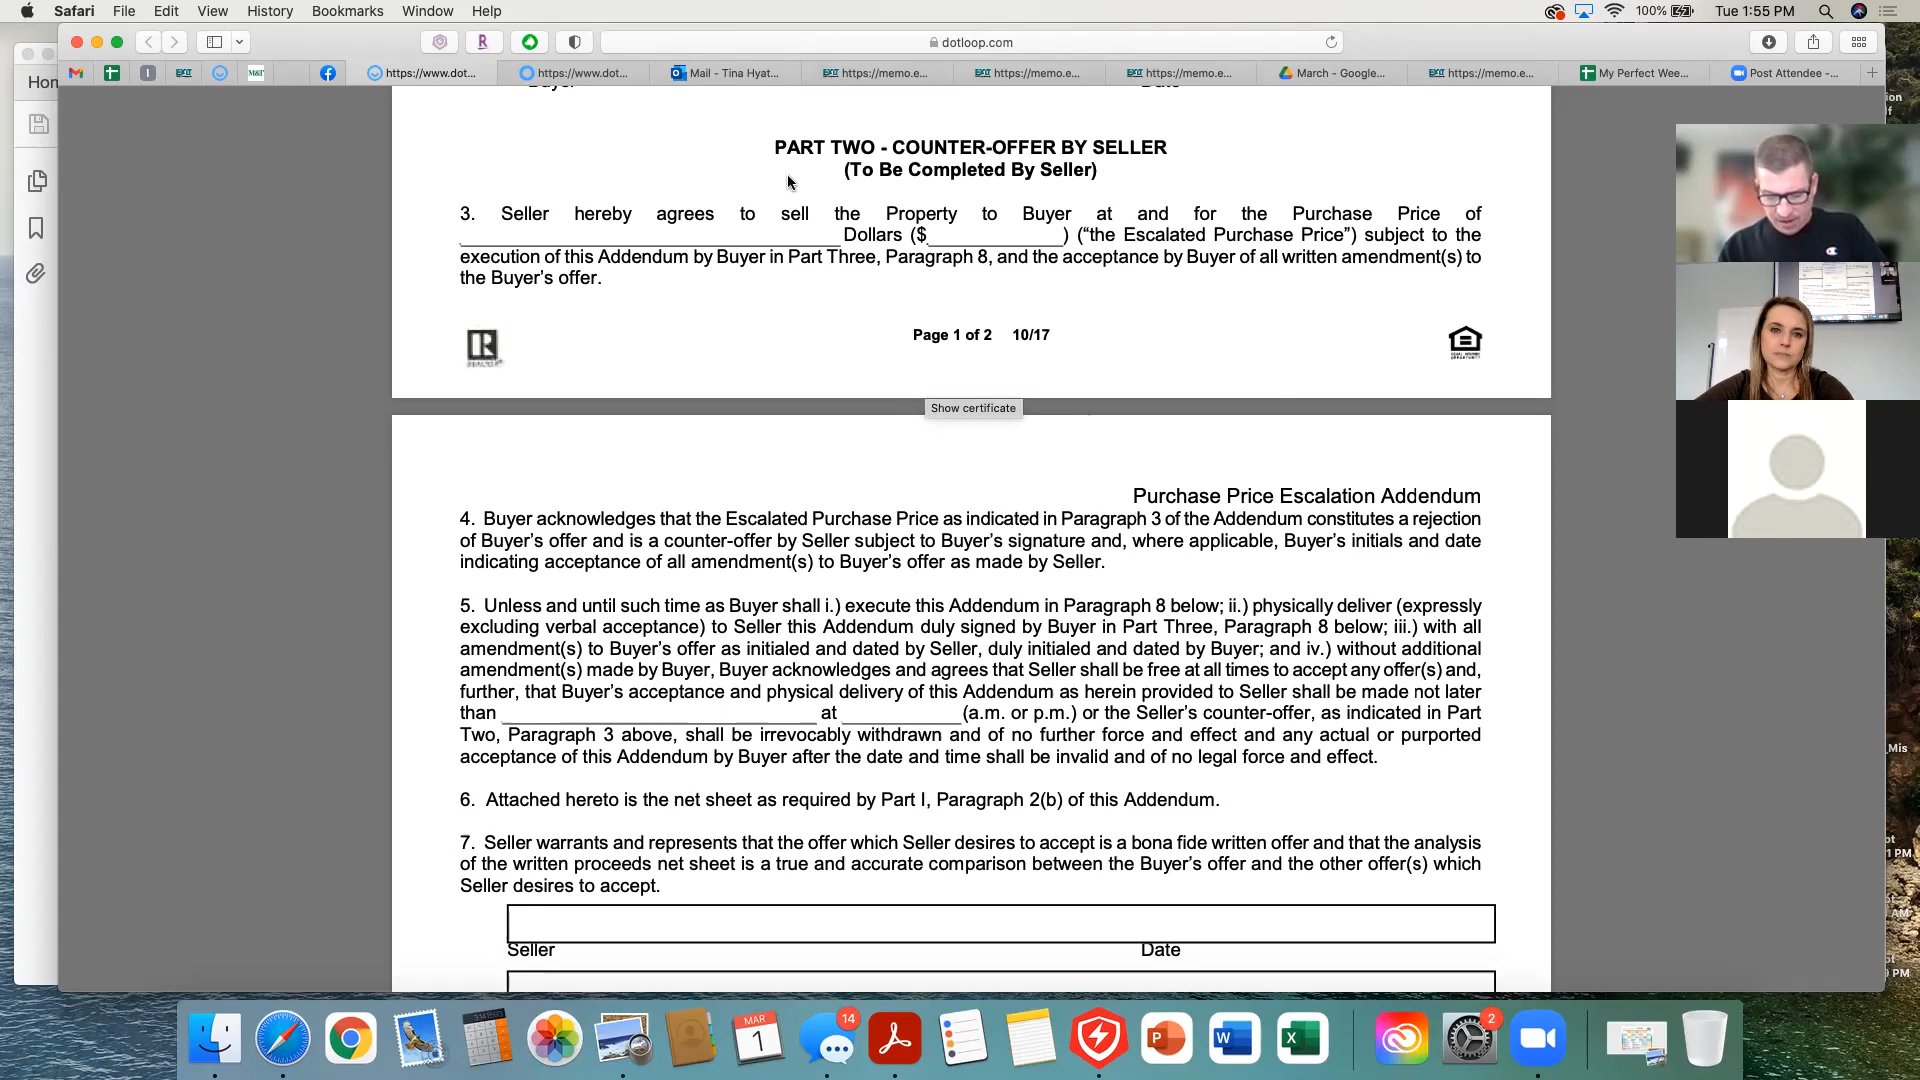 Safari File Edit View History Bookmarks Window Help
100% Tue 1:55 PM
dotloop.com
https://www.dot... https://www.dot... Mail - Tina Hyat... https://memo.e... https://memo.e... https://memo.e... March - Google... https://memo.e... My Perfect Wee... Post Attendee -...
Hon
Buyer Date
PART TWO - COUNTER-OFFER BY SELLER
(To Be Completed By Seller)
3. Seller hereby agrees to sell the Property to Buyer at and for the Purchase Price of
Dollars ($ ) (“the Escalated Purchase Price”) subject to the
execution of this Addendum by Buyer in Part Three, Paragraph 8, and the acceptance by Buyer of all written amendment(s) to
the Buyer’s offer.
Page 1 of 2 10/17
Show certificate
Purchase Price Escalation Addendum
4. Buyer acknowledges that the Escalated Purchase Price as indicated in Paragraph 3 of the Addendum constitutes a rejection
of Buyer’s offer and is a counter-offer by Seller subject to Buyer’s signature and, where applicable, Buyer’s initials and date
indicating acceptance of all amendment(s) to Buyer’s offer as made by Seller.
5. Unless and until such time as Buyer shall i.) execute this Addendum in Paragraph 8 below; ii.) physically deliver (expressly
excluding verbal acceptance) to Seller this Addendum duly signed by Buyer in Part Three, Paragraph 8 below; iii.) with all
amendment(s) to Buyer’s offer as initialed and dated by Seller, duly initialed and dated by Buyer; and iv.) without additional
amendment(s) made by Buyer, Buyer acknowledges and agrees that Seller shall be free at all times to accept any offer(s) and,
further, that Buyer’s acceptance and physical delivery of this Addendum as herein provided to Seller shall be made not later
than at (a.m. or p.m.) or the Seller’s counter-offer, as indicated in Part
Two, Paragraph 3 above, shall be irrevocably withdrawn and of no further force and effect and any actual or purported
acceptance of this Addendum by Buyer after the date and time shall be invalid and of no legal force and effect.
6. Attached hereto is the net sheet as required by Part I, Paragraph 2(b) of this Addendum.
7. Seller warrants and represents that the offer which Seller desires to accept is a bona fide written offer and that the analysis
of the written proceeds net sheet is a true and accurate comparison between the Buyer’s offer and the other offer(s) which
Seller desires to accept.
Seller Date
MAR
1
14
2